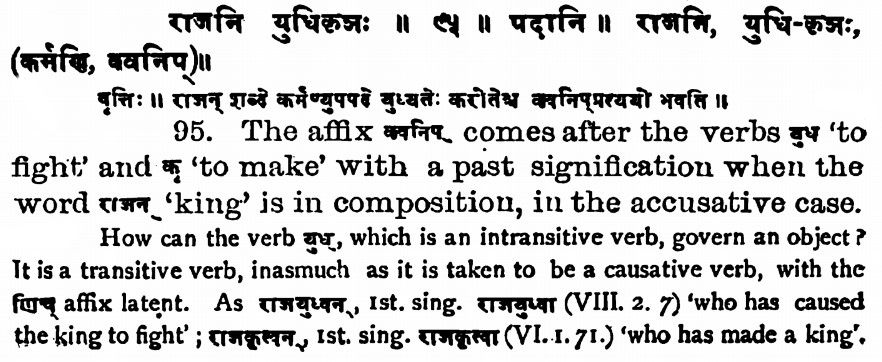 राजनि युधिकृञः ॥ ९५ ॥ पदानि ॥ राजनि, युधि-कृञः,
(कर्मणि, क्वनिप्)॥
वृत्तिः ॥ राजन् शब्दे कर्मण्युपपदे युध्यतेः करोतेश्च क्वनिप्प्रत्ययो भवति ॥
95. The affix क्वनिप् comes after the verbs युध 'to
fight' and कृ 'to make' with a past signification when the
word राजन् 'king' is in composition, in the accusative case.
How can the verb युध्, which is an intransitive verb, govern an object?
It is a transitive verb, inasmuch as it is taken to be a causative verb, with the
णिच् affix latent. As राजयुध्वन्, 1st. sing. राजयुध्वा (VIII. 2. 7) 'who has caused
the king to fight'; राजकृत्वन्, 1st. sing. राजकृत्वा (VI. 1. 71.) 'who has made a king'.